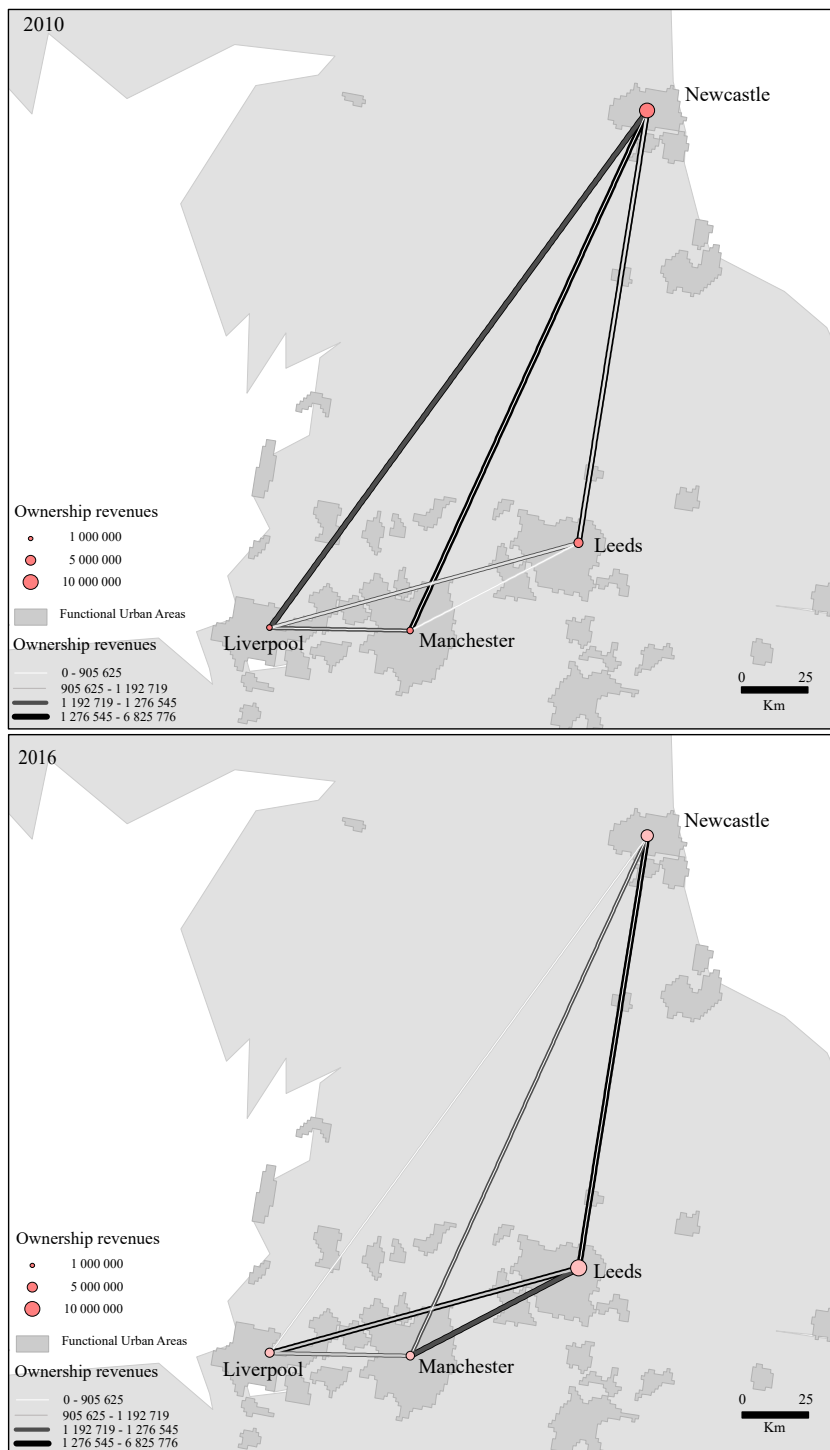 2010
Newcastle
Ownership revenues
1 000 000
5 000 000
10 000 000
Leeds
Functional Urban Areas
Liverpool
Manchester
Ownership revenues
0 - 905 625
905 625 - 1 192 719
1 192 719 - 1 276 545
1 276 545 - 6 825 776
0 25
Km
2016
Newcastle
Ownership revenues
1 000 000
5 000 000
10 000 000
Leeds
Functional Urban Areas
Liverpool
Manchester
Ownership revenues
0 - 905 625
905 625 - 1 192 719
1 192 719 - 1 276 545
1 276 545 - 6 825 776
0 25
Km